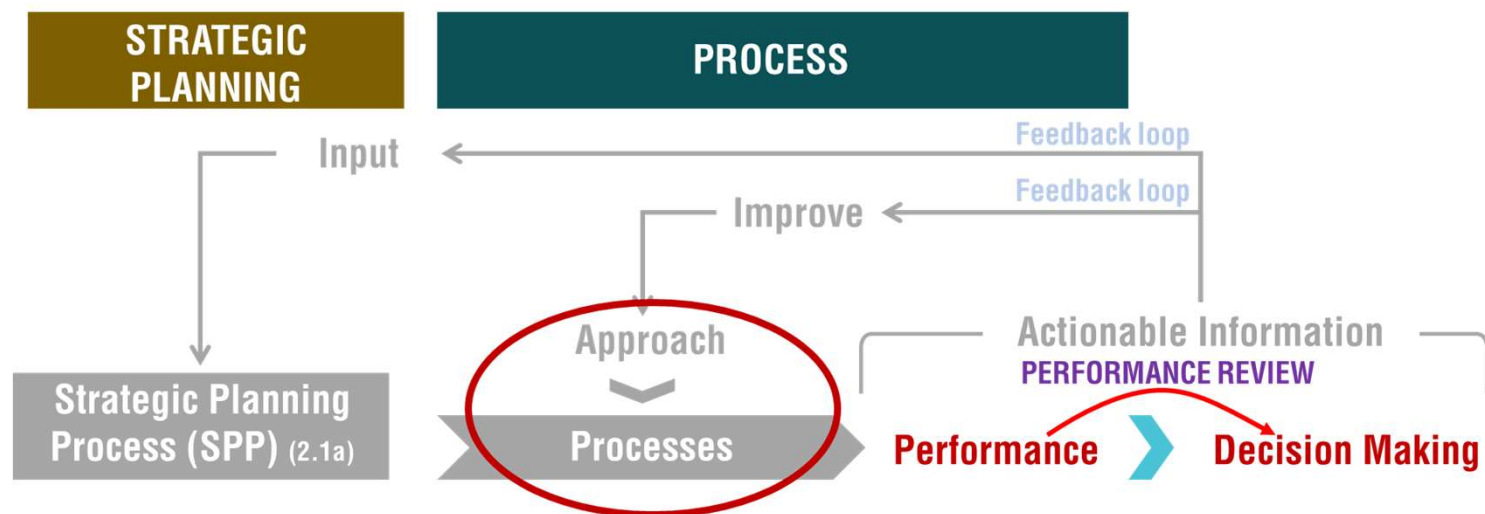 STRATEGIC
PLANNING
PROCESS
Feedback loop
Input
Feedback loop
Improve
Approach
Actionable Information
PERFORMANCE REVIEW
Strategic Planning
Process (SPP) (2.1a)
Processes
Performance
Decision Making